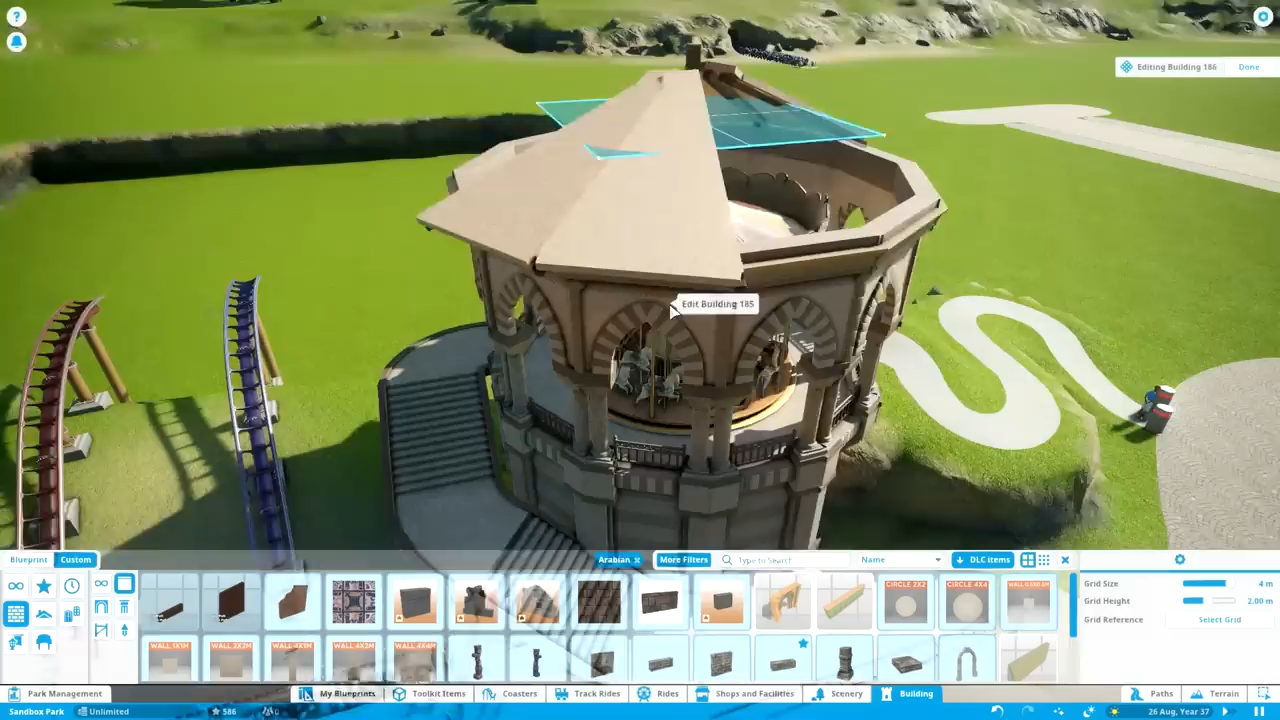 ?
Editing Building 186 Done
Edit Building 185
Blueprint Custom
Arabian x More Filters Type to Search Name DLC items
Grid Size 4 m
Grid Height 2.00 m
Grid Reference Select Grid
CIRCLE 2X2 CIRCLE 4X4
WALL 1X1M WALL 2X2M WALL 4X1M WALL 4X3M WALL 4X4M
Park Management My Blueprints Toolkit Items Coasters Track Rides Rides Shops and Facilities Scenery Building Paths Terrain
Sandbox Park Unlimited 586 0 26 Aug, Year 37